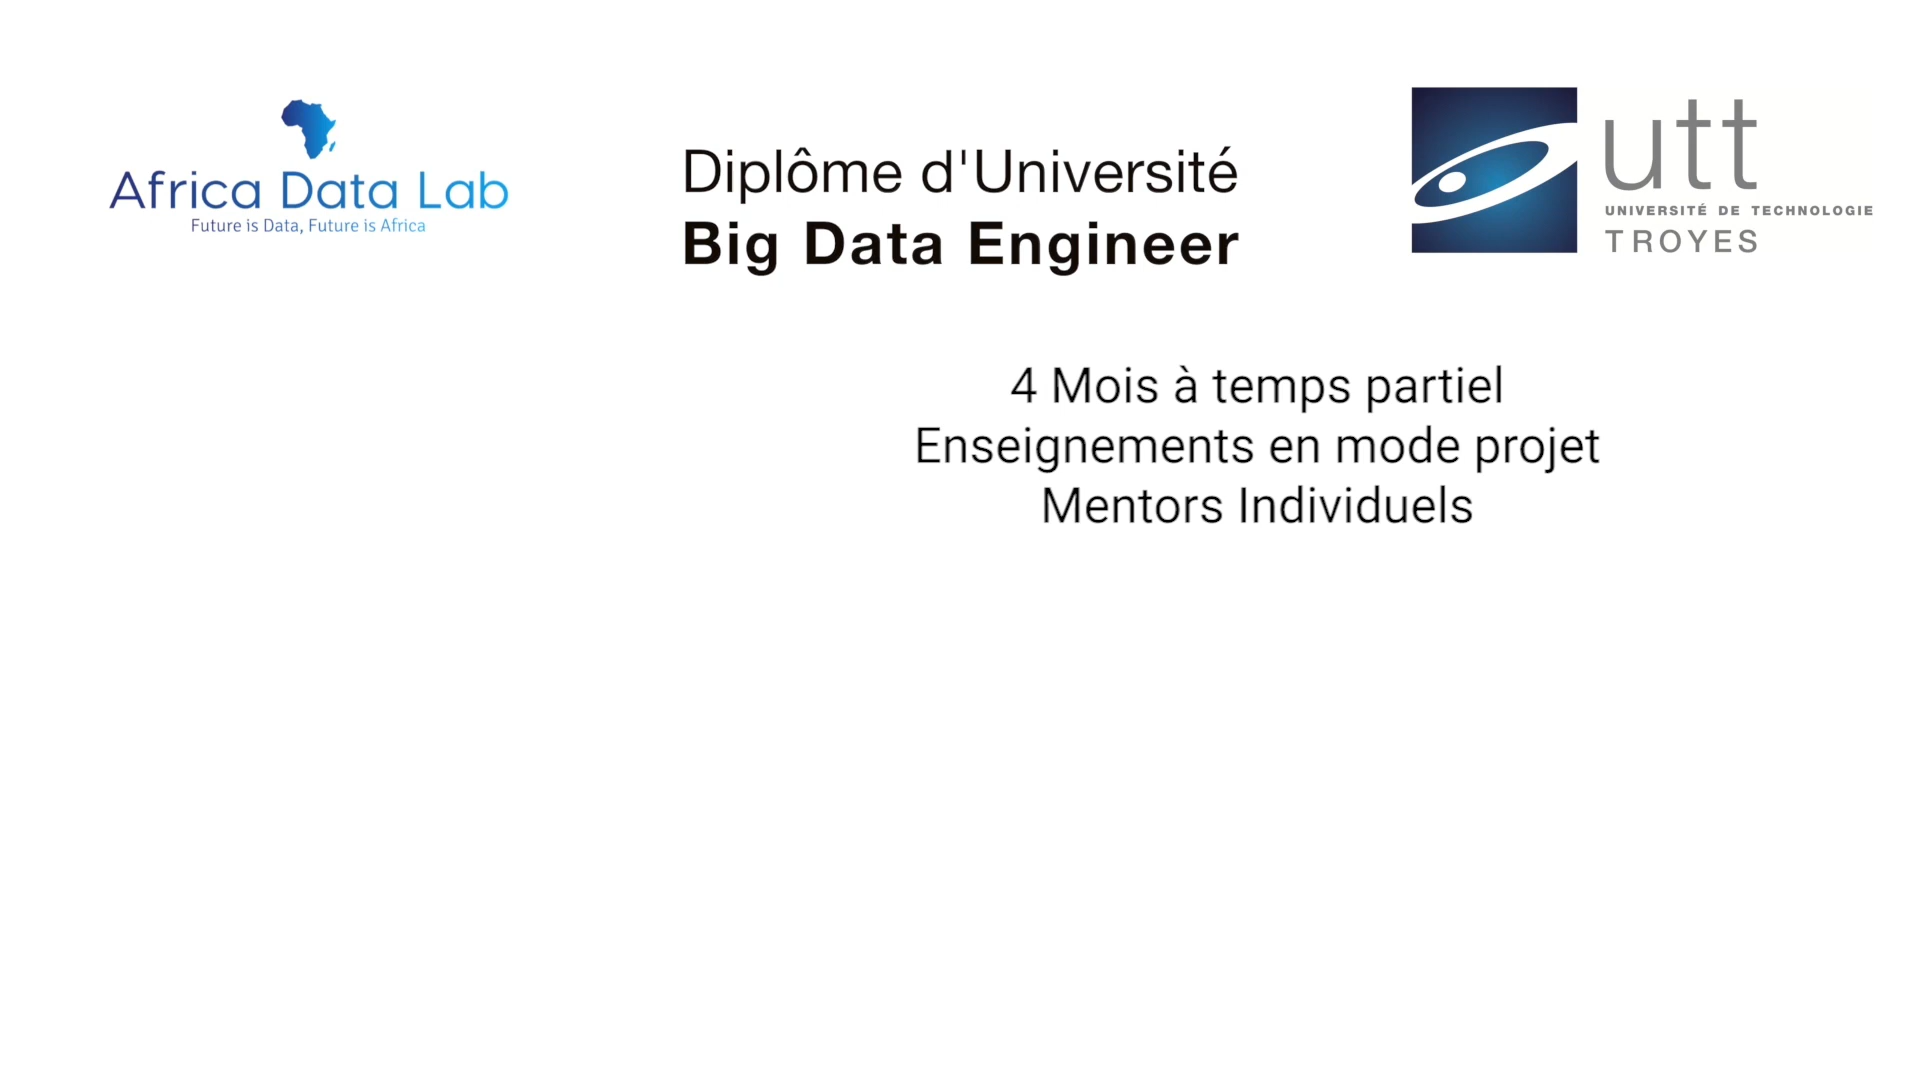 Africa Data Lab
Future is Data, Future is Africa
Diplôme d'Université
Big Data Engineer
utt
UNIVERSITÉ DE TECHNOLOGIE
TROYES
4 Mois à temps partiel
Enseignements en mode projet
Mentors Individuels